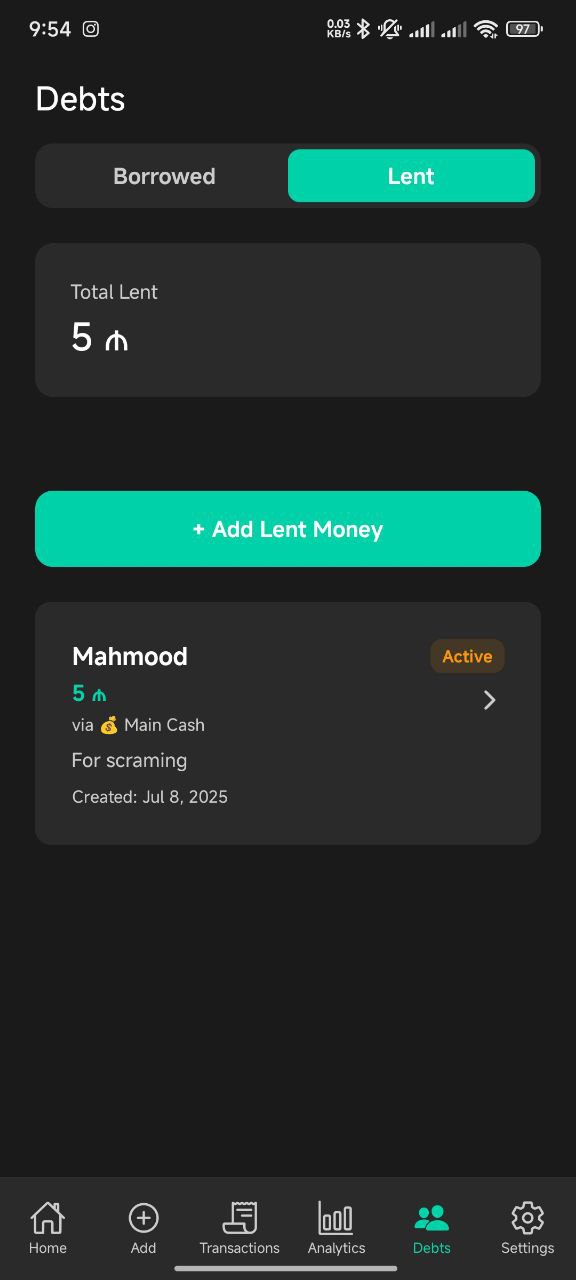 9:54
0.03
KB/s
97
Debts
Borrowed
Lent
Total Lent
5 ₼
+ Add Lent Money
Mahmood
Active
5 ₼
via 💰 Main Cash
For scraming
Created: Jul 8, 2025
Home
Add
Transactions
Analytics
Debts
Settings